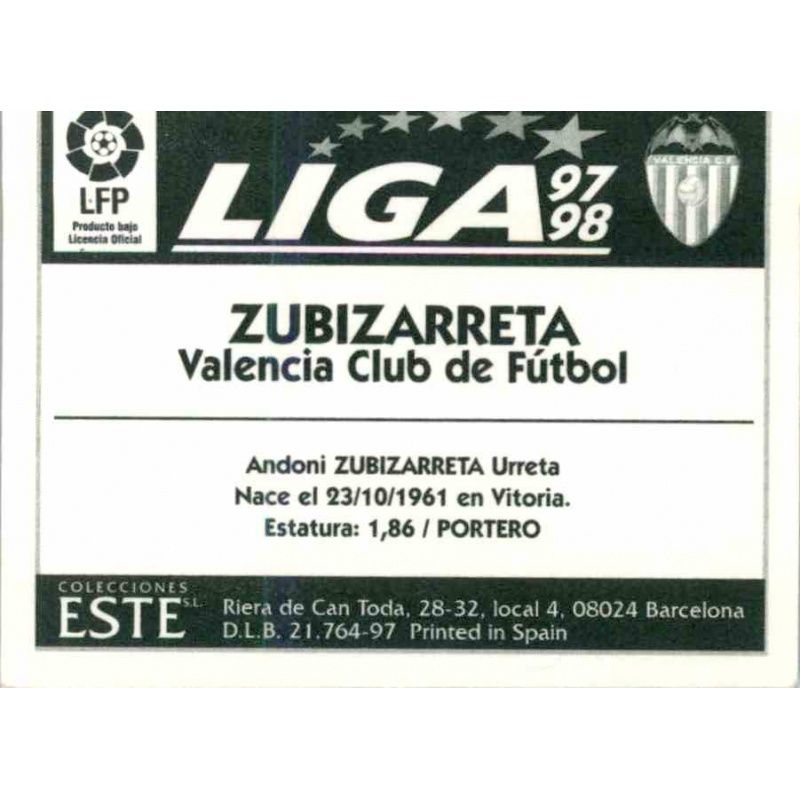 LFP
Producto bajo
Licencia Oficial
LIGA 97
98
VALENCIA C.F.
ZUBIZARRETA
Valencia Club de Fútbol
Andoni ZUBIZARRETA Urreta
Nace el 23/10/1961 en Vitoria.
Estatura: 1,86 / PORTERO
COLECCIONES
ESTE S.L.
Riera de Can Toda, 28-32, local 4, 08024 Barcelona
D.L.B. 21.764-97 Printed in Spain